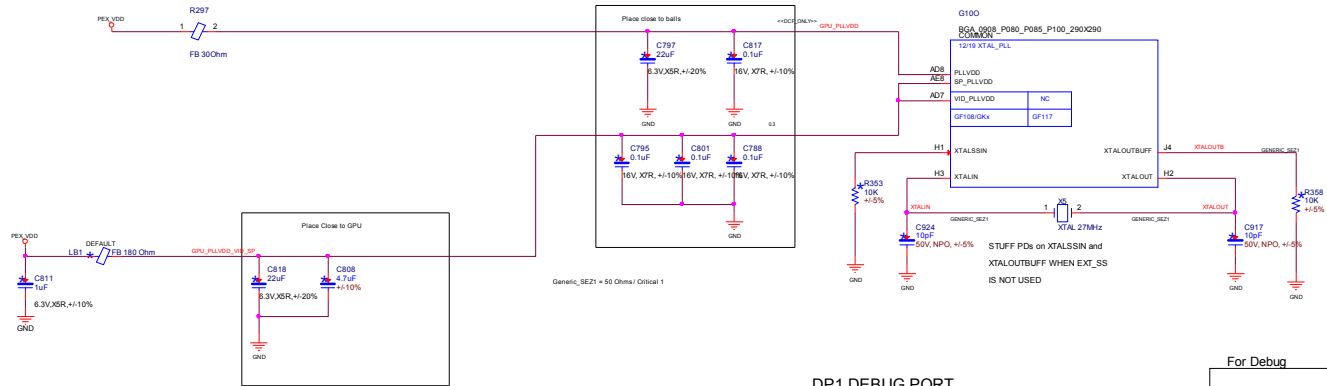 PEX_VDD
R297
1
2
FB 30Ohm
Place close to balls
<<DCP_ONLY>>
GPU_PLLVDD
C797
22uF
6.3V,X5R,+/-20%
C817
0.1uF
16V, X7R, +/-10%
GND
GND
0.3
C795
0.1uF
16V, X7R, +/-10%
C801
0.1uF
16V, X7R, +/-10%
C788
0.1uF
16V, X7R, +/-10%
GND
G10O
BGA_0908_P080_P085_P100_290X290
COMMON
12/19 XTAL_PLL
AD8
PLLVDD
AE8
SP_PLLVDD
AD7
VID_PLLVDD
NC
GF108/GKx
GF117
H1
XTALSSIN
XTALOUTBUFF
J4
XTALOUTB
GENERIC_SEZ1
H3
XTALIN
XTALOUT
H2
R353
10K
+/-5%
R358
10K
+/-5%
XTALIN
GENERIC_SEZ1
1
X5
2
XTAL 27MHz
GENERIC_SEZ1
XTALOUT
C924
10pF
50V, NPO, +/-5%
C917
10pF
50V, NPO, +/-5%
STUFF PDs on XTALSSIN and
XTALOUTBUFF WHEN EXT_SS
IS NOT USED
GND
GND
GND
GND
PEX_VDD
LB1
DEFAULT
FB 180 Ohm
GPU_PLLVDD_VID_SP
Place Close to GPU
C811
1uF
6.3V,X5R,+/-10%
GND
C818
22uF
6.3V,X5R,+/-20%
C808
4.7uF
+/-10%
GND
Generic_SEZ1 = 50 Ohms/ Critical 1
DP1 DEBUG PORT
For Debug